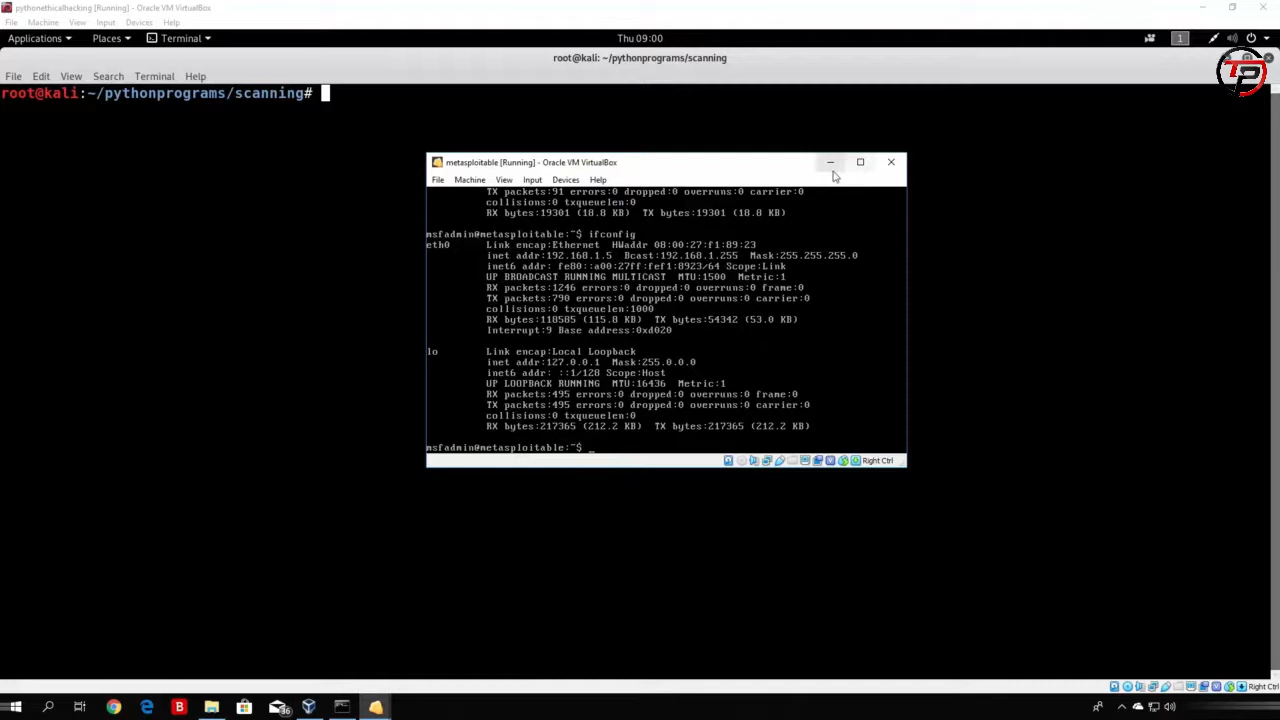 pythonethicalhacking [Running] - Oracle VM VirtualBox
File Machine View Input Devices Help
Applications Places Terminal Thu 09:00 1
root@kali: ~/pythonprograms/scanning
TP
File Edit View Search Terminal Help
root@kali:~/pythonprograms/scanning#
metasploitable [Running] - Oracle VM VirtualBox
File Machine View Input Devices Help
TX packets:91 errors:0 dropped:0 overruns:0 carrier:0
collisions:0 txqueuelen:0
RX bytes:19301 (18.8 KB) TX bytes:19301 (18.8 KB)
msfadmin@metasploitable:~$ ifconfig
eth0 Link encap:Ethernet HWaddr 08:00:27:f1:89:23
inet addr:192.168.1.5 Bcast:192.168.1.255 Mask:255.255.255.0
inet6 addr: fe80::a00:27ff:fef1:8923/64 Scope:Link
UP BROADCAST RUNNING MULTICAST MTU:1500 Metric:1
RX packets:1246 errors:0 dropped:0 overruns:0 frame:0
TX packets:790 errors:0 dropped:0 overruns:0 carrier:0
collisions:0 txqueuelen:1000
RX bytes:118585 (115.8 KB) TX bytes:54342 (53.0 KB)
Interrupt:9 Base address:0xd020
lo Link encap:Local Loopback
inet addr:127.0.0.1 Mask:255.0.0.0
inet6 addr: ::1/128 Scope:Host
UP LOOPBACK RUNNING MTU:16436 Metric:1
RX packets:495 errors:0 dropped:0 overruns:0 frame:0
TX packets:495 errors:0 dropped:0 overruns:0 carrier:0
collisions:0 txqueuelen:0
RX bytes:217365 (212.2 KB) TX bytes:217365 (212.2 KB)
msfadmin@metasploitable:~$ _
Right Ctrl
Right Ctrl
B 36